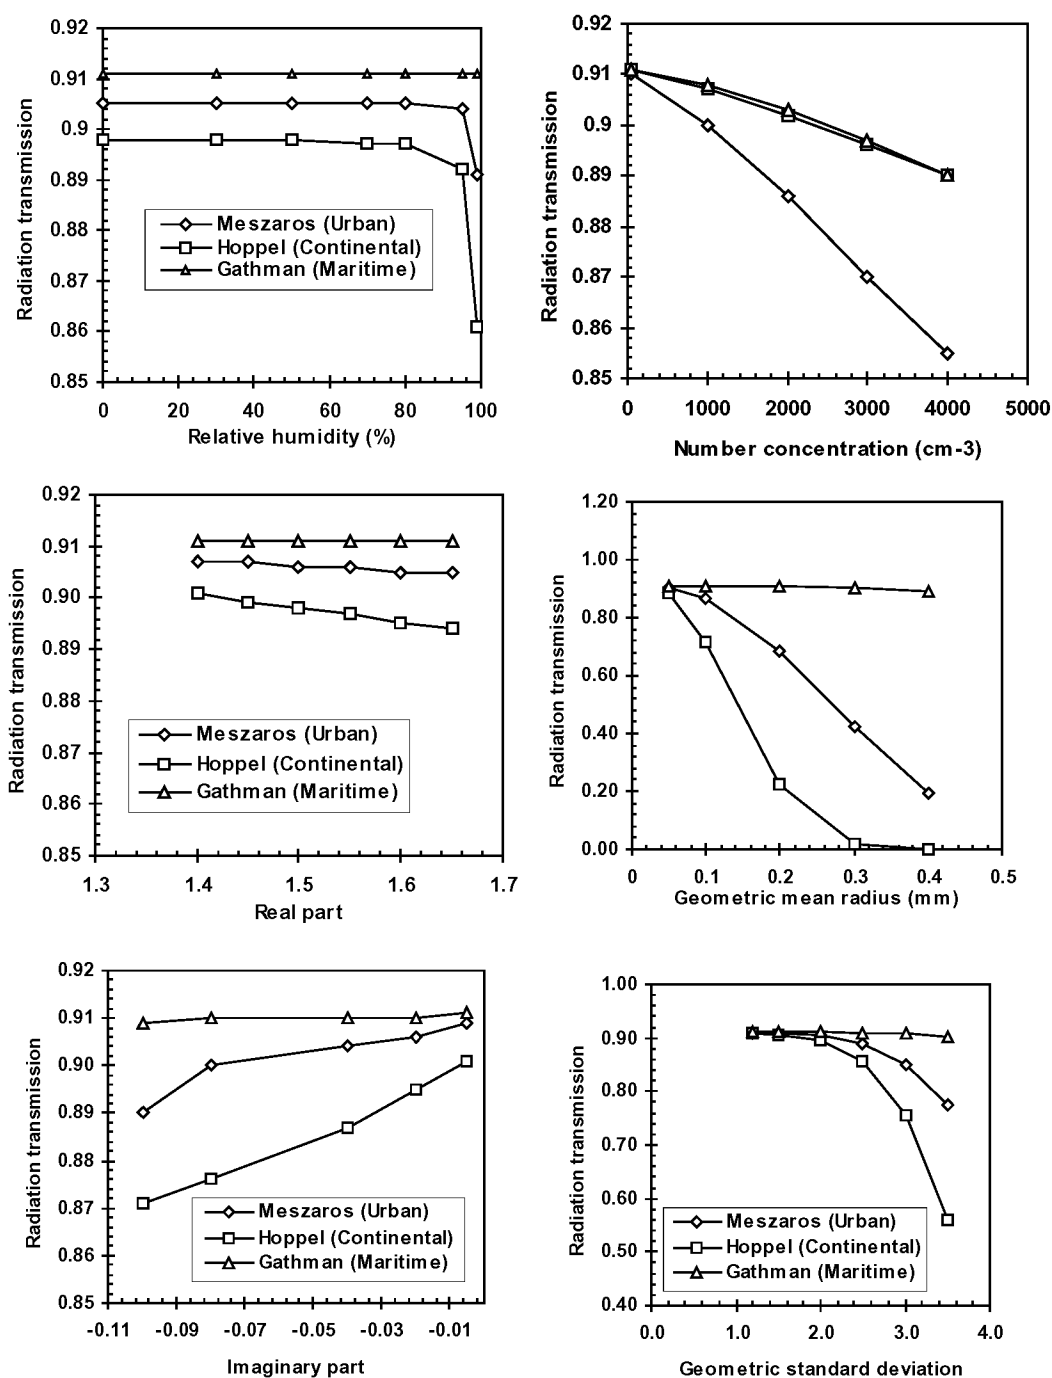 0.92
0.91
0.9
0.89
0.88
0.87
0.86
0.85
Radiation transmission
Meszaros (Urban)
Hoppel (Continental)
Gathman (Maritime)
0 20 40 60 80 100
Relative humidity (%)
0.92
0.91
0.9
0.89
0.88
0.87
0.86
0.85
Radiation transmission
0 1000 2000 3000 4000 5000
Number concentration (cm-3)
0.92
0.91
0.90
0.89
0.88
0.87
0.86
0.85
Radiation transmission
Meszaros (Urban)
Hoppel (Continental)
Gathman (Maritime)
1.3 1.4 1.5 1.6 1.7
Real part
1.20
1.00
0.80
0.60
0.40
0.20
0.00
Radiation transmission
0 0.1 0.2 0.3 0.4 0.5
Geometric mean radius (mm)
0.92
0.91
0.90
0.89
0.88
0.87
0.86
0.85
Radiation transmission
Meszaros (Urban)
Hoppel (Continental)
Gathman (Maritime)
-0.11 -0.09 -0.07 -0.05 -0.03 -0.01
Imaginary part
1.00
0.90
0.80
0.70
0.60
0.50
0.40
Radiation transmission
Meszaros (Urban)
Hoppel (Continental)
Gathman (Maritime)
0.0 1.0 2.0 3.0 4.0
Geometric standard deviation